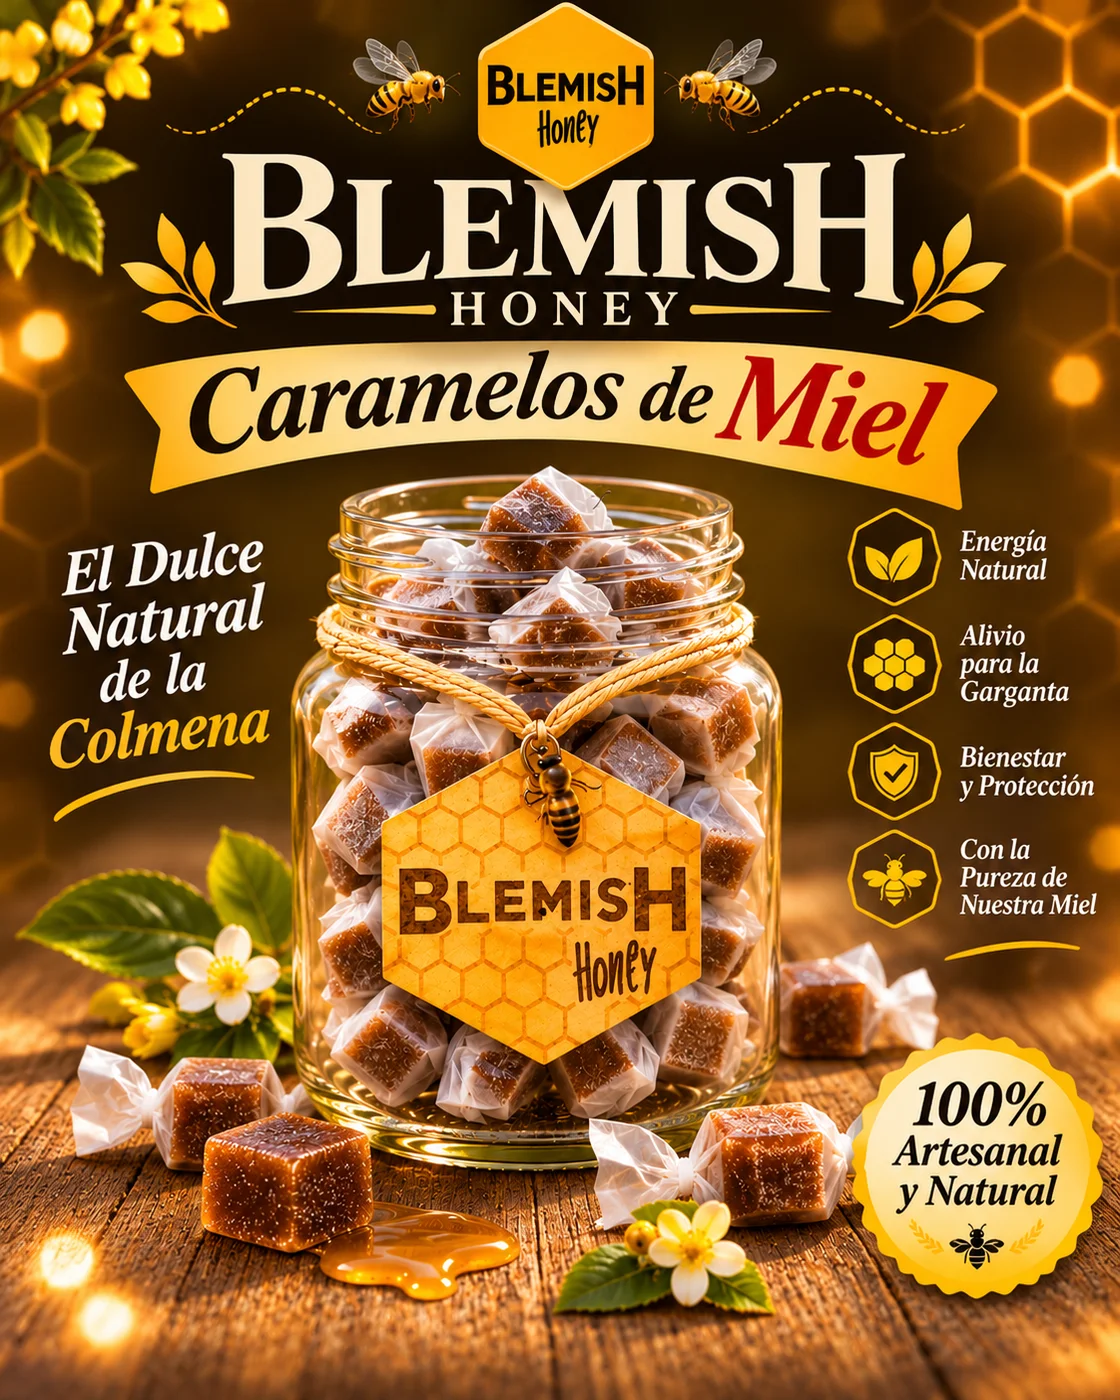 BLEMISH
Honey
BLEMISH
HONEY
Caramelos de Miel
El Dulce
Natural
de la
Colmena
Energía
Natural
Alivio
para la
Garganta
Bienestar
y Protección
Con la
Pureza de
Nuestra Miel
BLEMISH
Honey
100%
Artesanal
y Natural